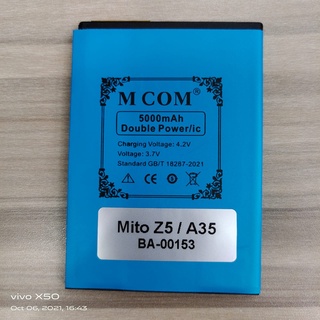 M COM®
5000mAh
Double Power/ic
Charging Voltage: 4.2V
Voltage: 3.7V
Standard GB/T 18287-2021
Mito Z5 / A35
BA-00153
vivo X50
Oct 06, 2021, 16:43